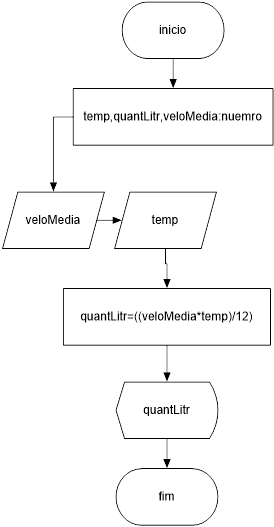 inicio
temp,quantLitr,veloMedia:nuemro
veloMedia
temp
quantLitr=((veloMedia*temp)/12)
quantLitr
fim